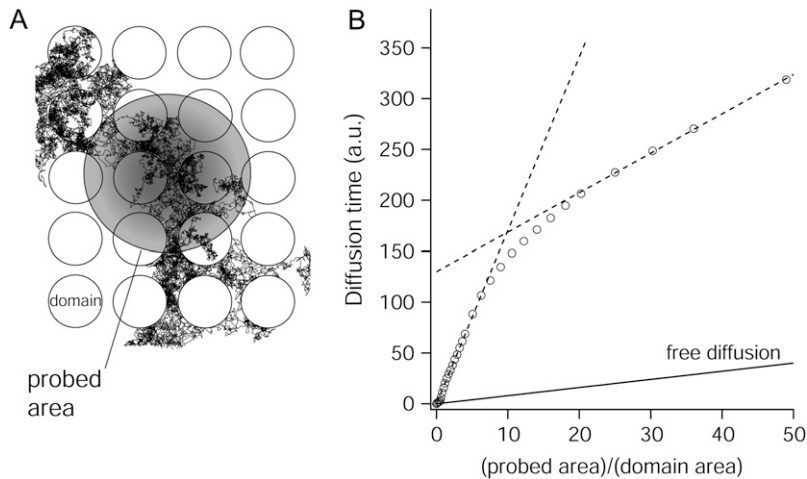 A
domain
probed
area
B
Diffusion time (a.u.)
350
300
250
200
150
100
50
0
free diffusion
0 10 20 30 40 50
(probed area)/(domain area)